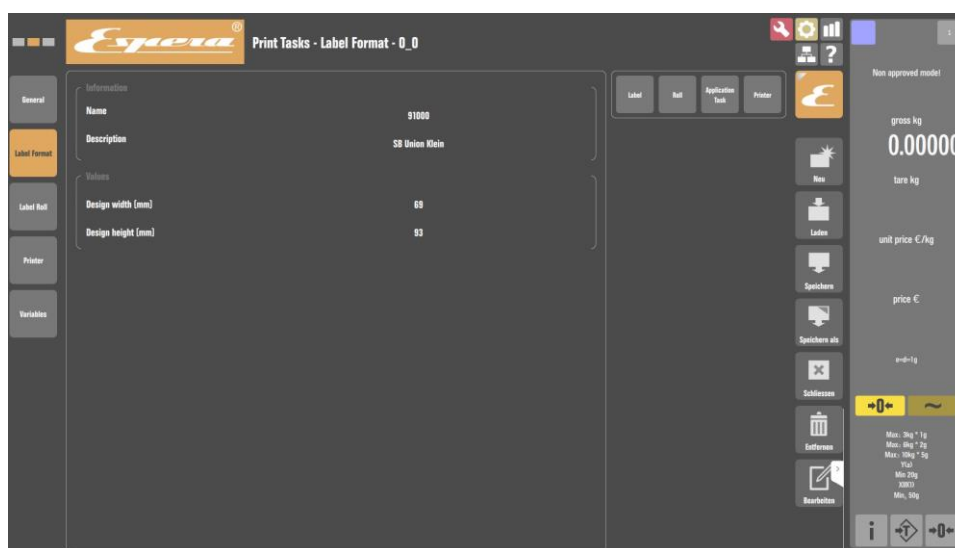 Espera®
Print Tasks - Label Format - 0_0
?
General
Label Format
Label Roll
Printer
Variables
Information
Name 91000
Description SB Union Klein
Values
Design width [mm] 69
Design height [mm] 93
Label
Roll
Application
Task
Printer
E
Neu
Laden
Speichern
Speichern als
Schliessen
Entfernen
Bearbeiten
Non approved mode!
gross kg
0.00000
tare kg
unit price €/kg
price €
e=d=1g
→0←
~
Max: 3kg * 1g
Max: 6kg * 2g
Max: 10kg * 5g
Min 20g
Min, 50g
i
→T
→0←